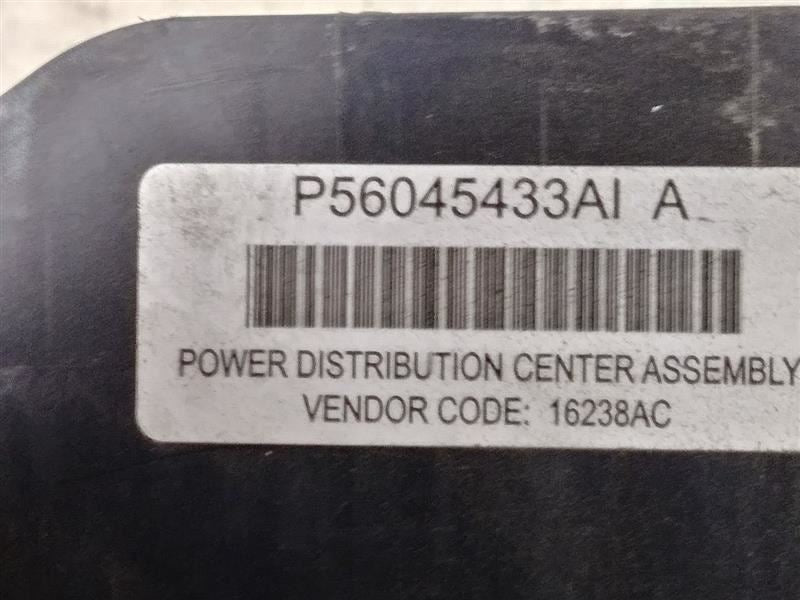 P56045433AI A
POWER DISTRIBUTION CENTER ASSEMBLY
VENDOR CODE: 16238AC